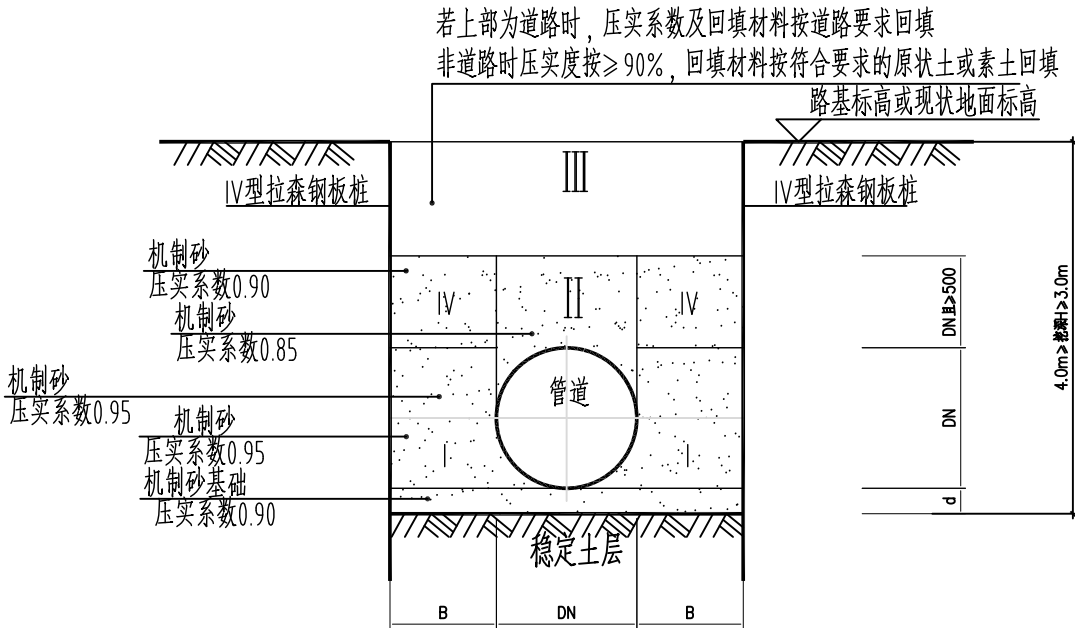 若上部为道路时，压实系数及回填材料按道路要求回填
非道路时压实度按≥90%，回填材料按符合要求的原状土或素土回填
路基标高或现状地面标高
III
IV型拉森钢板桩
IV型拉森钢板桩
机制砂
压实系数0.90
IV
II
IV
机制砂
压实系数0.85
机制砂
压实系数0.95
管道
机制砂
压实系数0.95
I
I
机制砂基础
压实系数0.90
稳定土层
B
DN
B
DN且≥500
DN
d
4.0m≥
H≥3.0m